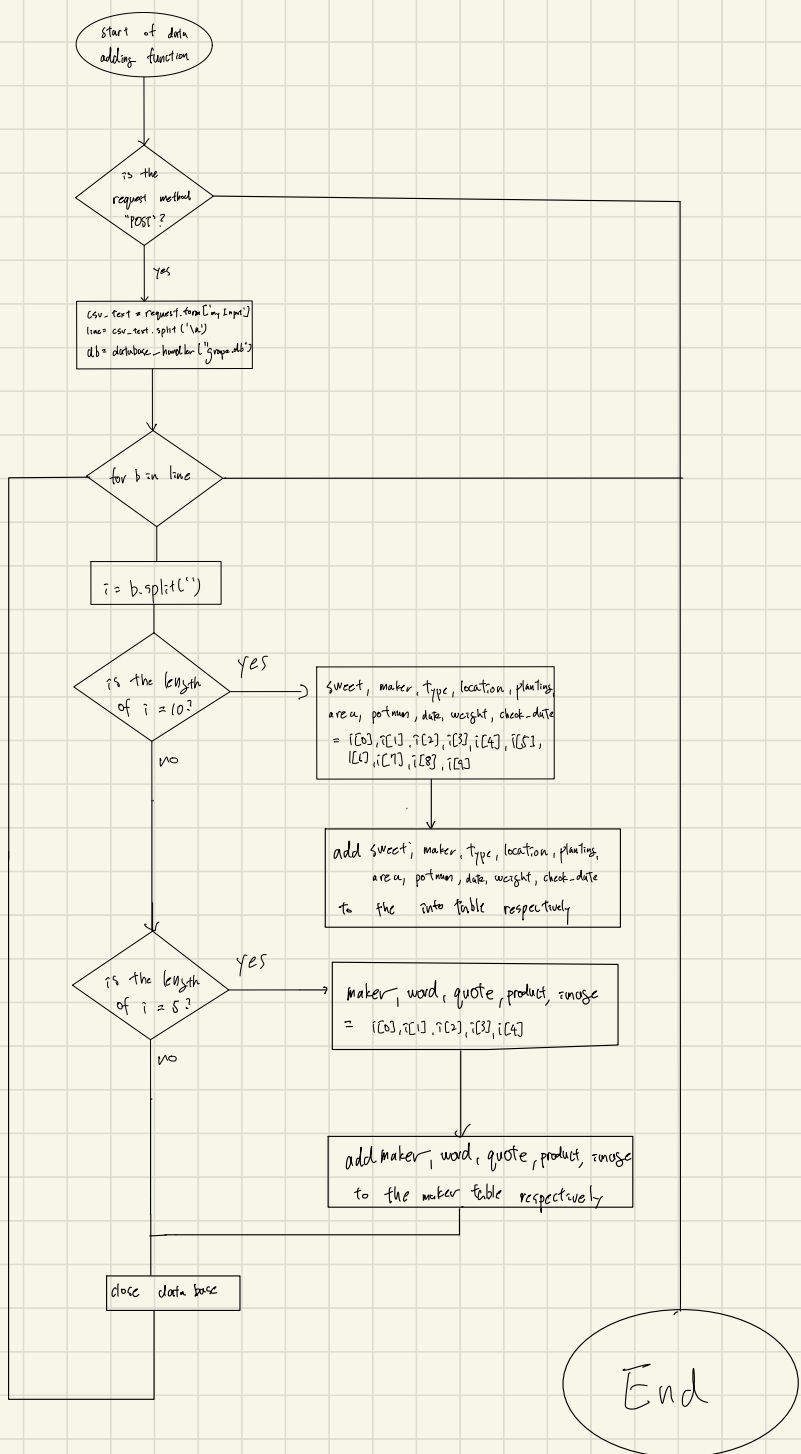 start of data
adding function
is the
request method
"POST"?
yes
csv_text = request.form['my Input']
line= csv_text.split('\n')
db= database_handler("grape.db")
for b in line
i= b.split('')
is the length
of i =10?
yes
sweet, maker, type, location, planting,
area, potnum, date, weight, check_date
= i[0], i[1], i[2], i[3], i[4], i[5],
i[6], i[7], i[8], i[9]
no
add sweet, maker, type, location, planting,
area, potnum, date, weight, check_date
to the into table respectively
is the length
of i = 5?
yes
maker, word, quote, product, image
= i[0], i[1], i[2], i[3], i[4]
no
add maker, word, quote, product, image
to the maker table respectively
close data base
End